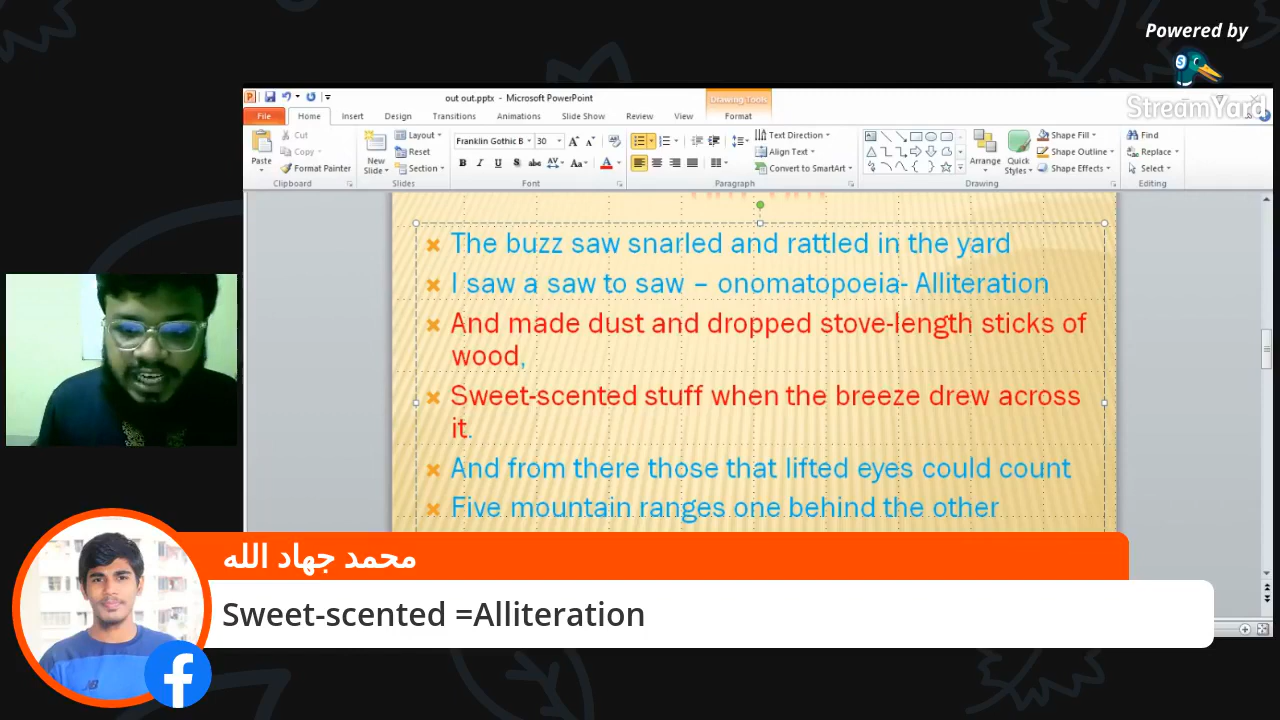 Powered by
StreamYard
out out.pptx - Microsoft PowerPoint
Drawing Tools
File Home Insert Design Transitions Animations Slide Show Review View Format
Paste
Cut
Copy
Format Painter
Clipboard
New Slide
Layout
Reset
Section
Slides
Franklin Gothic B 30
B I U S abc AV Aa A
Font
Text Direction
Align Text
Convert to SmartArt
Paragraph
Arrange
Quick Styles
Shape Fill
Shape Outline
Shape Effects
Drawing
Find
Replace
Select
Editing
The buzz saw snarled and rattled in the yard
I saw a saw to saw – onomatopoeia- Alliteration
And made dust and dropped stove-length sticks of
wood,
Sweet-scented stuff when the breeze drew across
it.
And from there those that lifted eyes could count
Five mountain ranges one behind the other
محمد جهاد الله
Sweet-scented =Alliteration